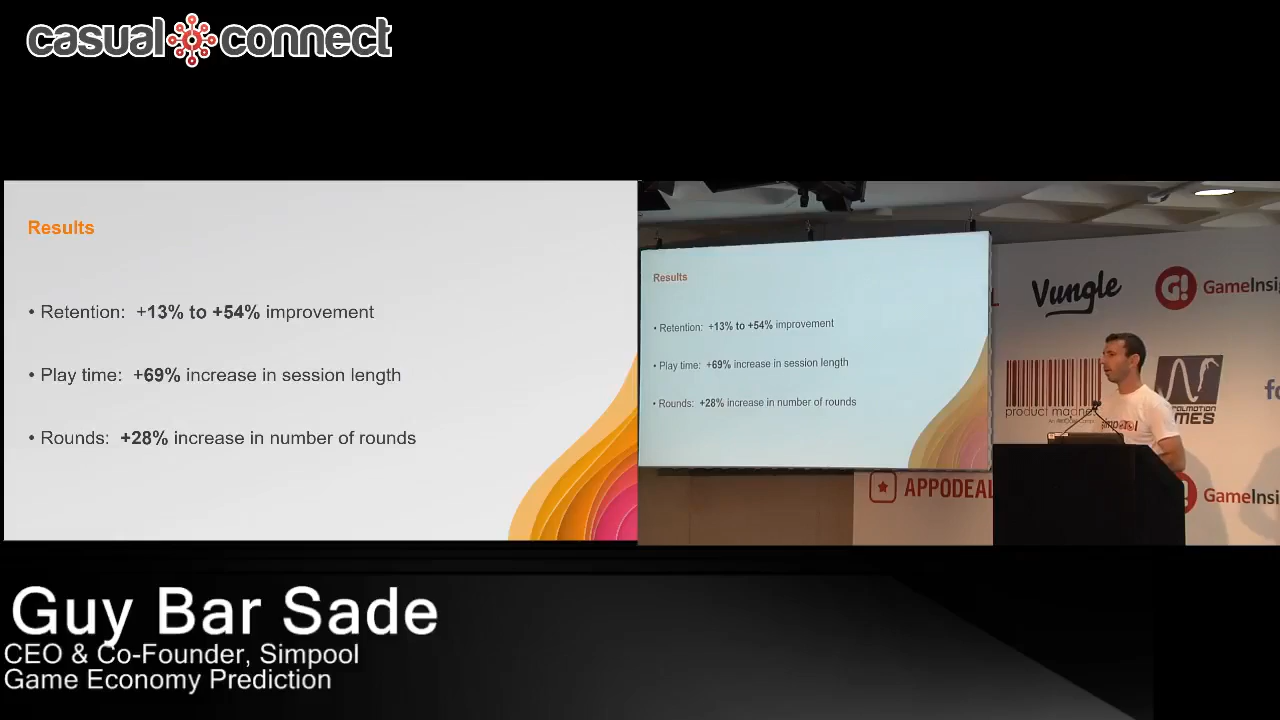 casual connect
Results
• Retention: +13% to +54% improvement
• Play time: +69% increase in session length
• Rounds: +28% increase in number of rounds
Results
• Retention: +13% to +54% improvement
• Play time: +69% increase in session length
• Rounds: +28% increase in number of rounds
Vungle
G! GameInsi
product madne
MES
APPODEAL
GameInsi
Guy Bar Sade
CEO & Co-Founder, Simpool
Game Economy Prediction